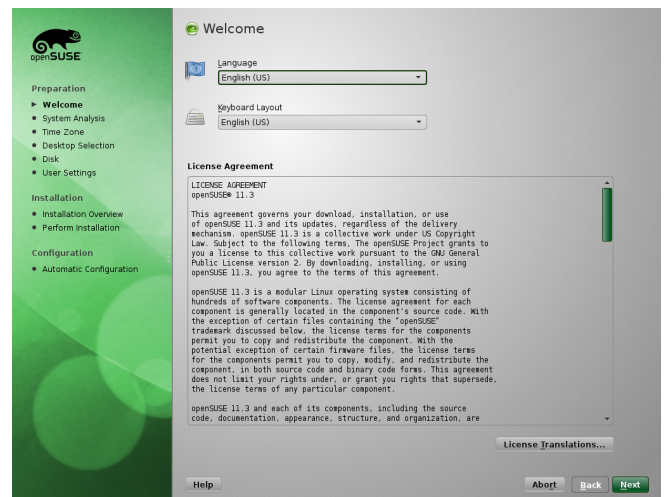 openSUSE
Preparation
Welcome
System Analysis
Time Zone
Desktop Selection
Disk
User Settings
Installation
Installation Overview
Perform Installation
Configuration
Automatic Configuration
Welcome
Language
English (US)
Keyboard Layout
English (US)
License Agreement
LICENSE AGREEMENT
openSUSE® 11.3
This agreement governs your download, installation, or use
of openSUSE 11.3 and its updates, regardless of the delivery
mechanism. openSUSE 11.3 is a collective work under US Copyright
Law. Subject to the following terms, The openSUSE Project grants to
you a license to this collective work pursuant to the GNU General
Public License version 2. By downloading, installing, or using
openSUSE 11.3, you agree to the terms of this agreement.
openSUSE 11.3 is a modular Linux operating system consisting of
hundreds of software components. The license agreement for each
component is generally located in the component's source code. With
the exception of certain files containing the "openSUSE"
trademark discussed below, the license terms for the components
permit you to copy and redistribute the component. With the
potential exception of certain firmware files, the license terms
for the components permit you to copy, modify, and redistribute the
component, in both source code and binary code forms. This agreement
does not limit your rights under, or grant you rights that supersede,
the license terms of any particular component.
openSUSE 11.3 and each of its components, including the source
code, documentation, appearance, structure, and organization, are
License Translations...
Help
Abort
Back
Next